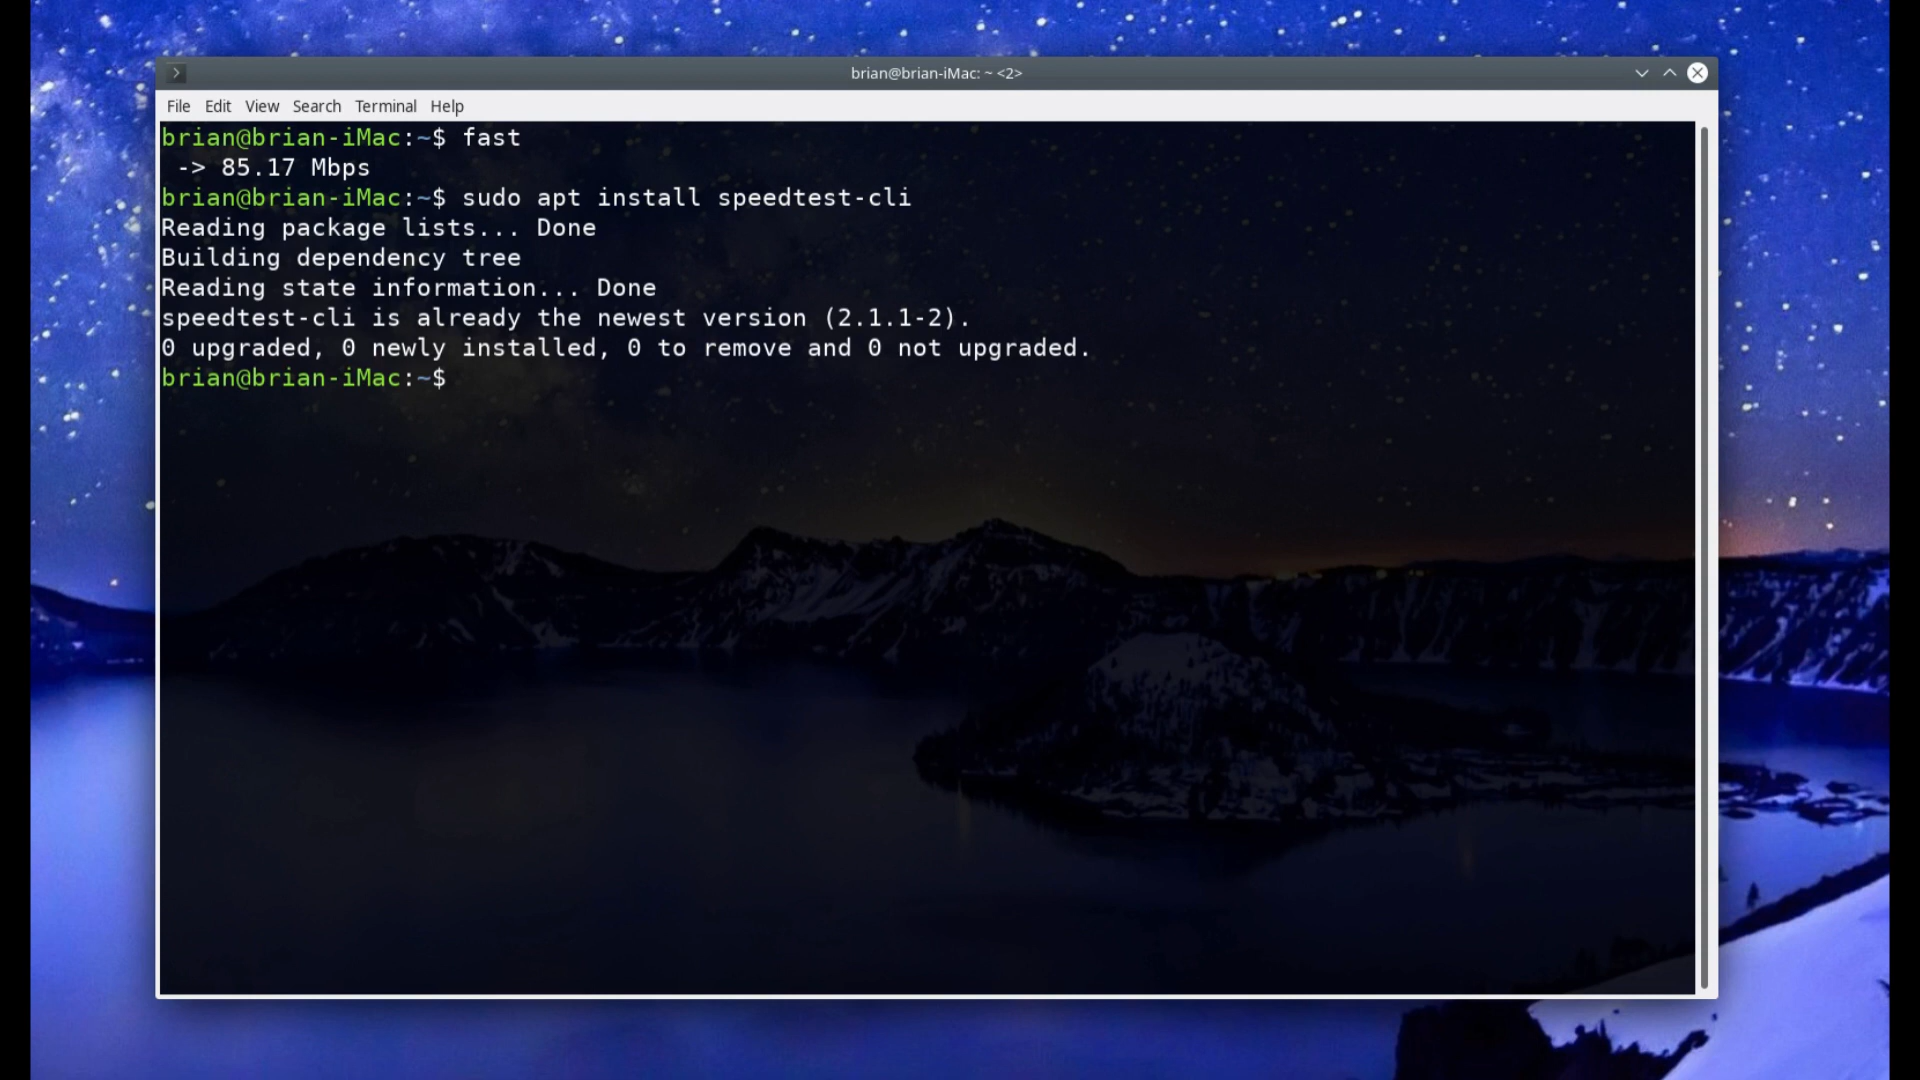 brian@brian-iMac: ~ <2>
File Edit View Search Terminal Help
brian@brian-iMac:~$ fast
 -> 85.17 Mbps
brian@brian-iMac:~$ sudo apt install speedtest-cli
Reading package lists... Done
Building dependency tree
Reading state information... Done
speedtest-cli is already the newest version (2.1.1-2).
0 upgraded, 0 newly installed, 0 to remove and 0 not upgraded.
brian@brian-iMac:~$